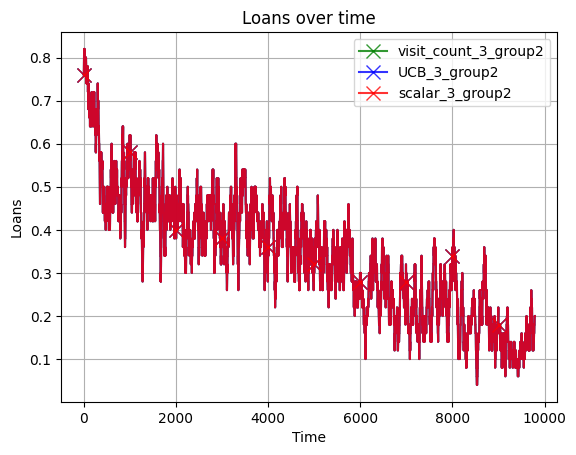 Loans over time
visit_count_3_group2
UCB_3_group2
scalar_3_group2
Loans
0.8
0.7
0.6
0.5
0.4
0.3
0.2
0.1
0
2000
4000
6000
8000
10000
Time